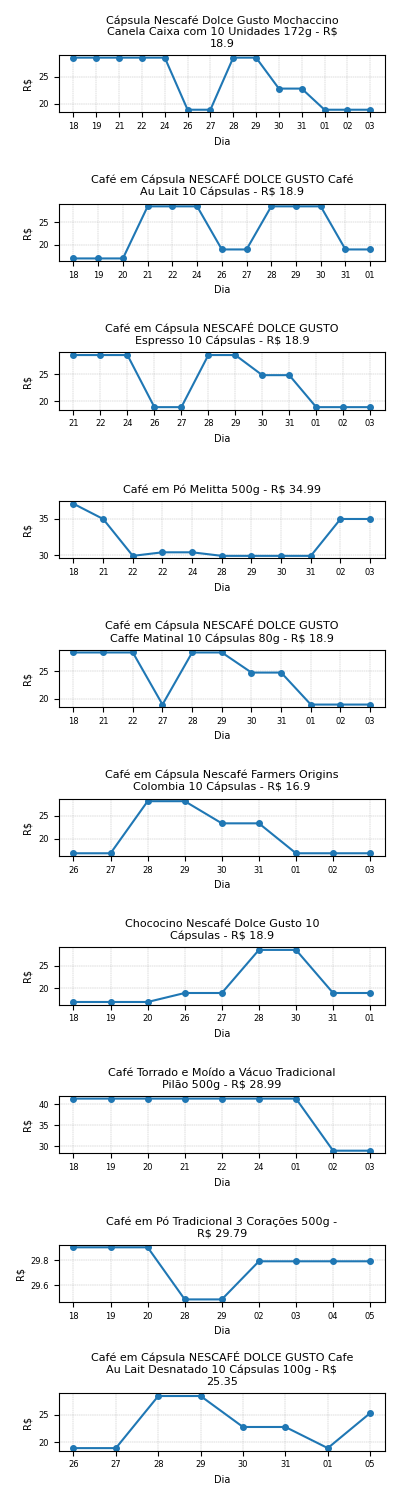 Cápsula Nescafé Dolce Gusto Mochaccino
Canela Caixa com 10 Unidades 172g - R$
18.9
25
20
R$
18 19 21 22 24 26 27 28 29 30 31 01 02 03
Dia
Café em Cápsula NESCAFÉ DOLCE GUSTO Café
Au Lait 10 Cápsulas - R$ 18.9
25
20
R$
18 19 20 21 22 24 26 27 28 29 30 31 01
Dia
Café em Cápsula NESCAFÉ DOLCE GUSTO
Espresso 10 Cápsulas - R$ 18.9
25
20
R$
21 22 24 26 27 28 29 30 31 01 02 03
Dia
Café em Pó Melitta 500g - R$ 34.99
35
30
R$
18 21 22 22 24 28 29 30 31 02 03
Dia
Café em Cápsula NESCAFÉ DOLCE GUSTO
Caffe Matinal 10 Cápsulas 80g - R$ 18.9
25
20
R$
18 21 22 27 28 29 30 31 01 02 03
Dia
Café em Cápsula Nescafé Farmers Origins
Colombia 10 Cápsulas - R$ 16.9
25
20
R$
26 27 28 29 30 31 01 02 03
Dia
Chococino Nescafé Dolce Gusto 10
Cápsulas - R$ 18.9
25
20
R$
18 19 20 26 27 28 30 31 01
Dia
Café Torrado e Moído a Vácuo Tradicional
Pilão 500g - R$ 28.99
40
35
30
R$
18 19 20 21 22 24 01 02 03
Dia
Café em Pó Tradicional 3 Corações 500g -
R$ 29.79
29.8
29.6
R$
18 19 20 28 29 02 03 04 05
Dia
Café em Cápsula NESCAFÉ DOLCE GUSTO Cafe
Au Lait Desnatado 10 Cápsulas 100g - R$
25.35
25
20
R$
26 27 28 29 30 31 01 05
Dia